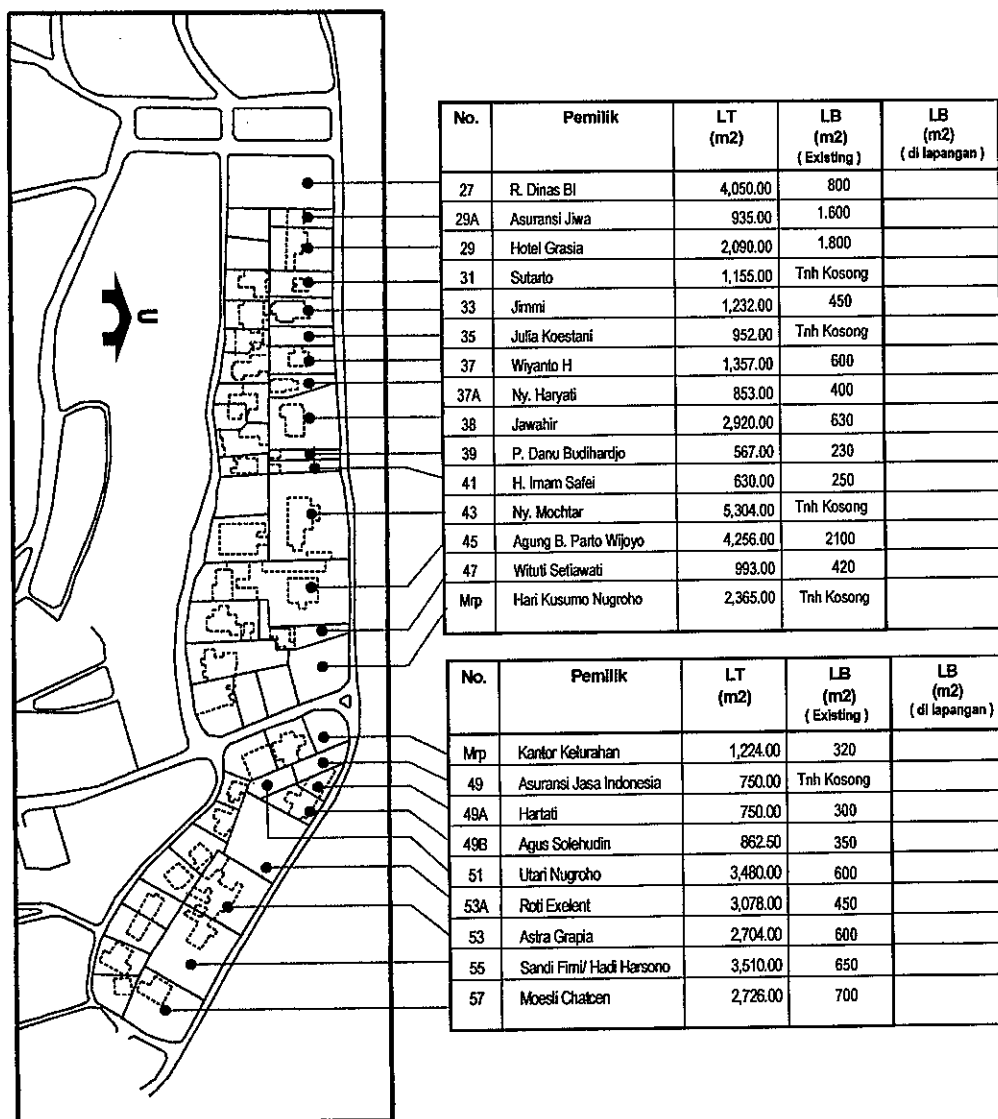 U
No. Pemilik LT (m2) LB (m2) ( Existing ) LB (m2) ( di lapangan )
27 R. Dinas BI 4,050.00 800
29A Asuransi Jiwa 935.00 1.600
29 Hotel Grasia 2,090.00 1.800
31 Sutarto 1,155.00 Tnh Kosong
33 Jimmi 1,232.00 450
35 Julia Koestani 952.00 Tnh Kosong
37 Wiyanto H 1,357.00 600
37A Ny. Haryati 853.00 400
38 Jawahir 2,920.00 630
39 P. Danu Budihardjo 567.00 230
41 H. Imam Safei 630.00 250
43 Ny. Mochtar 5,304.00 Tnh Kosong
45 Agung B. Parto Wijoyo 4,256.00 2100
47 Wituti Setiawati 993.00 420
Mrp Hari Kusumo Nugroho 2,365.00 Tnh Kosong
No. Pemilik LT (m2) LB (m2) ( Existing ) LB (m2) ( di lapangan )
Mrp Kantor Kelurahan 1,224.00 320
49 Asuransi Jasa Indonesia 750.00 Tnh Kosong
49A Hartati 750.00 300
49B Agus Solehudin 862.50 350
51 Utari Nugroho 3,480.00 600
53A Roti Exelent 3,078.00 450
53 Astra Grapia 2,704.00 600
55 Sandi Firni/ Hadi Harsono 3,510.00 650
57 Moesli Chatcen 2,726.00 700